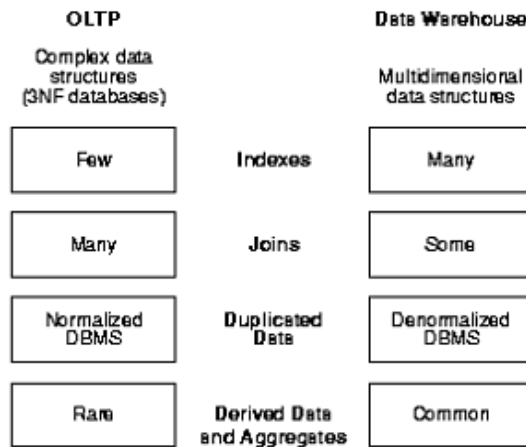 OLTP
Data Warehouse
Complex data
structures
(3NF databases)
Multidimensional
data structures
Few
Indexes
Many
Many
Joins
Some
Normalized
DBMS
Duplicated
Data
Denormalized
DBMS
Rare
Derived Data
and Aggregates
Common